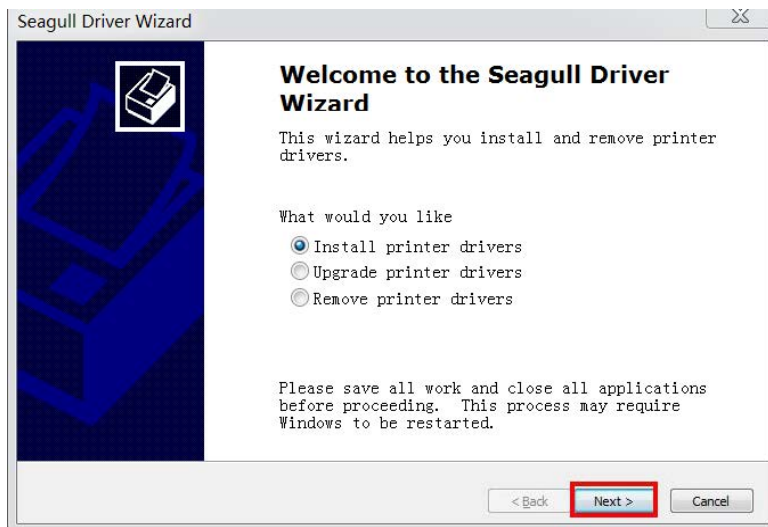 Seagull Driver Wizard
Welcome to the Seagull Driver
Wizard
This wizard helps you install and remove printer
drivers.
What would you like
Install printer drivers
Upgrade printer drivers
Remove printer drivers
Please save all work and close all applications
before proceeding.  This process may require
Windows to be restarted.
< Back Next > Cancel